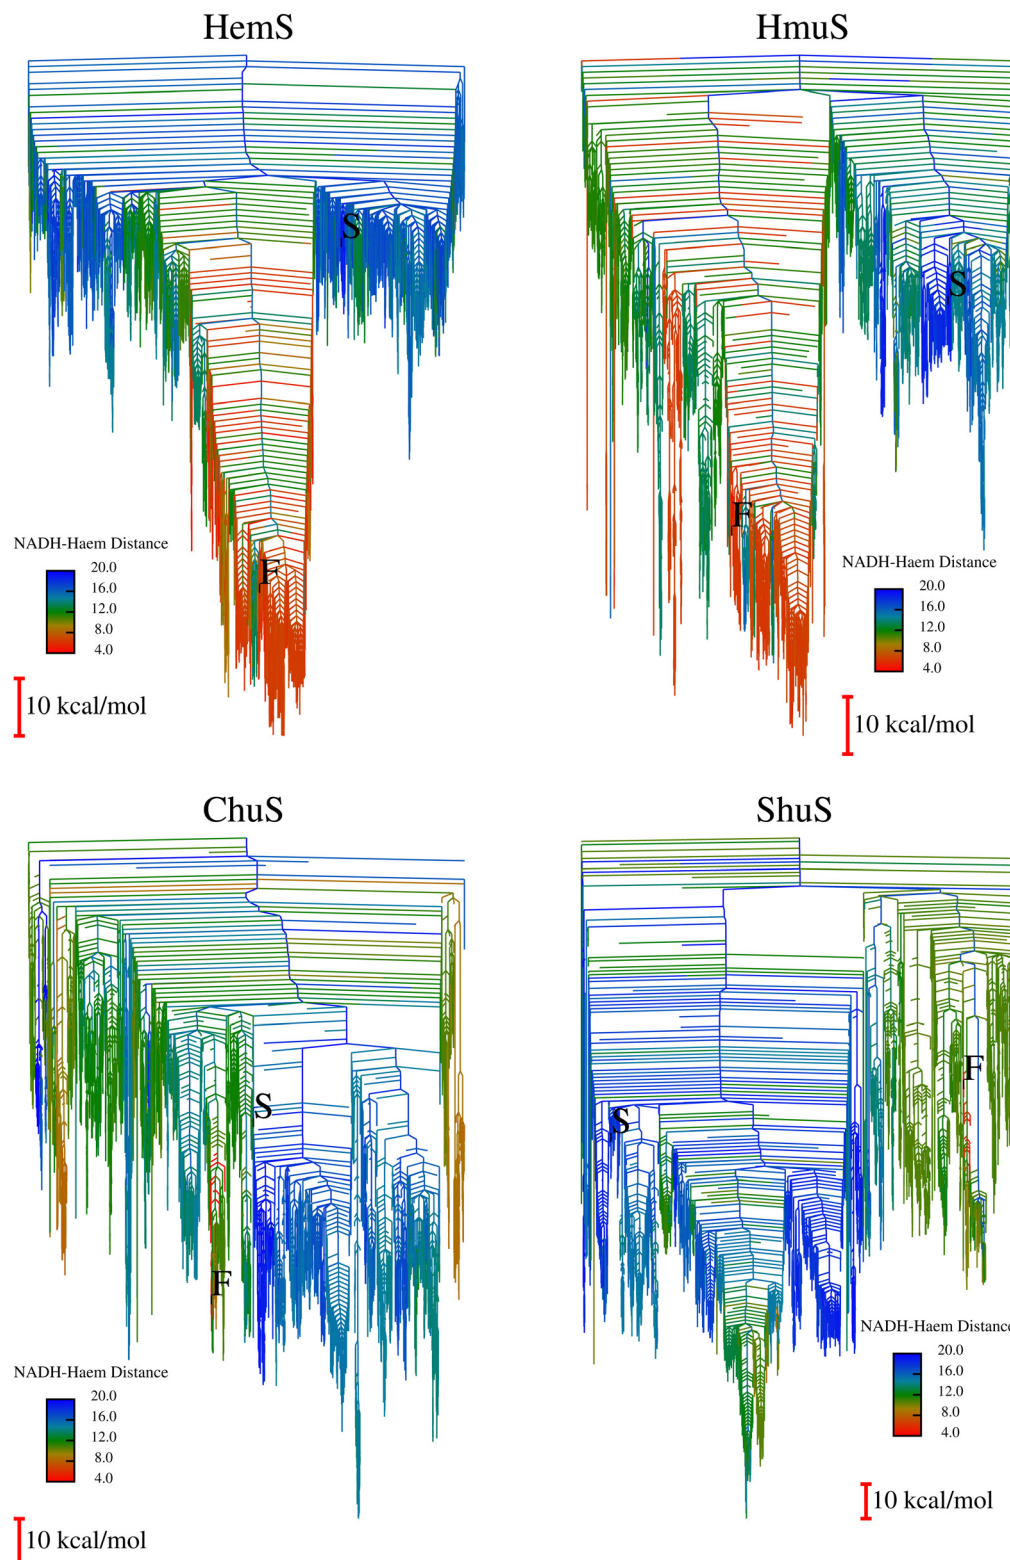 HemS
HmuS
S
S
F
F
NADH-Haem Distance
20.0
16.0
12.0
8.0
4.0
10 kcal/mol
NADH-Haem Distance
20.0
16.0
12.0
8.0
4.0
10 kcal/mol
ChuS
ShuS
S
S
F
F
NADH-Haem Distance
20.0
16.0
12.0
8.0
4.0
10 kcal/mol
NADH-Haem Distance
20.0
16.0
12.0
8.0
4.0
10 kcal/mol